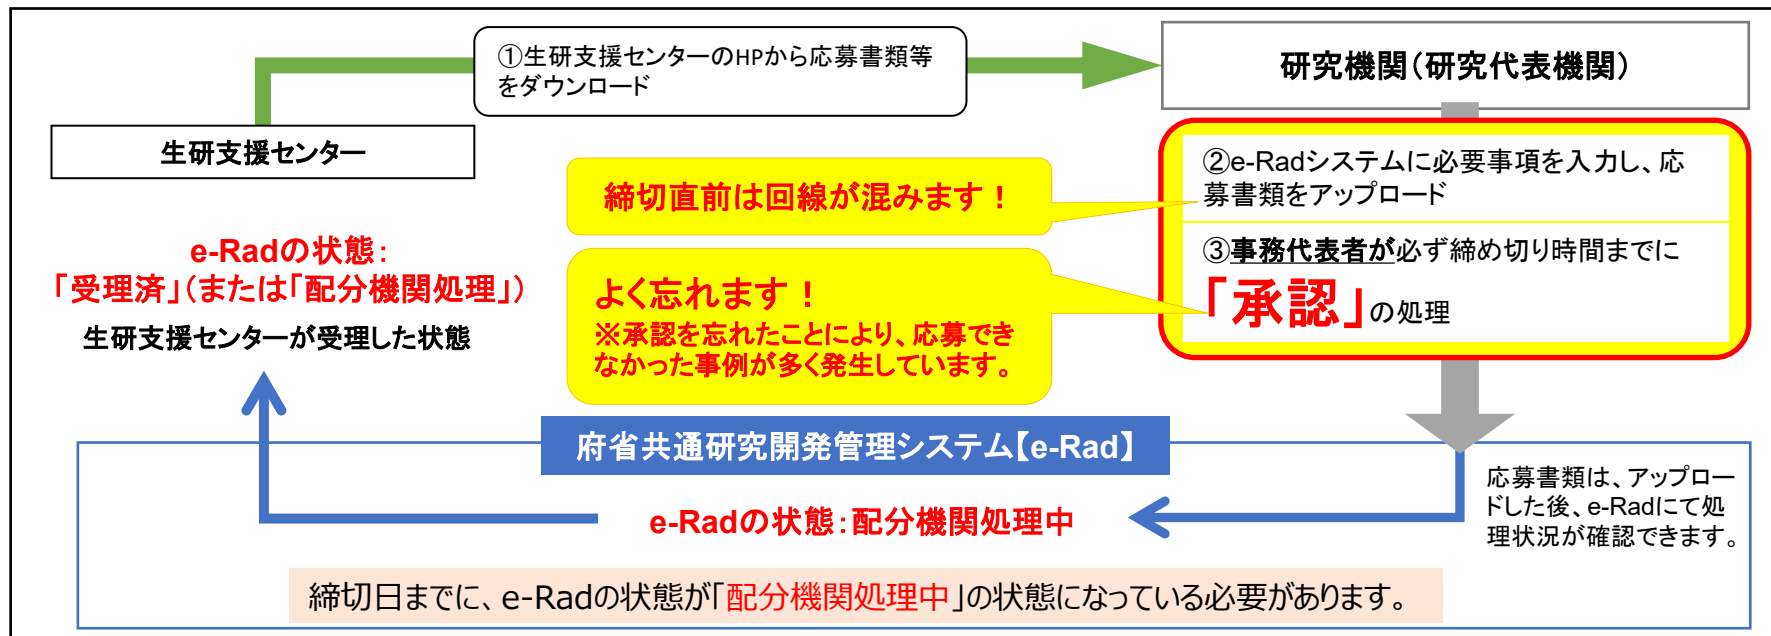 ①生研支援センターのHPから応募書類等
をダウンロード
研究機関（研究代表機関）
生研支援センター
②e-Radシステムに必要事項を入力し、応
募書類をアップロード
締切直前は回線が混みます！
③事務代表者が必ず締め切り時間までに
「承認」の処理
よく忘れます！
※承認を忘れたことにより、応募でき
なかった事例が多く発生しています。
e-Radの状態：
「受理済」（または「配分機関処理」）
生研支援センターが受理した状態
府省共通研究開発管理システム【e-Rad】
応募書類は、アップロー
ドした後、e-Radにて処
理状況が確認できます。
e-Radの状態：配分機関処理中
締切日までに、e-Radの状態が「配分機関処理中」の状態になっている必要があります。